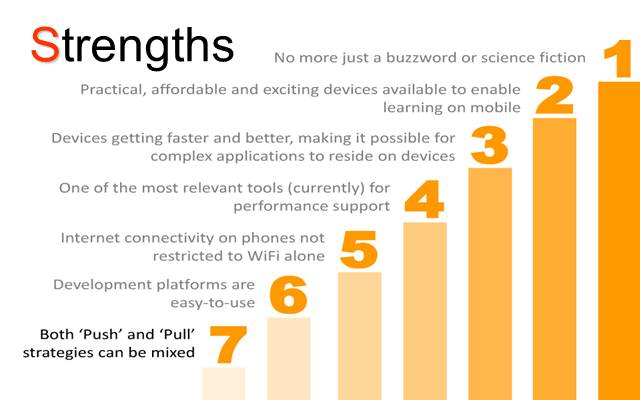 Strengths
No more just a buzzword or science fiction
1
Practical, affordable and exciting devices available to enable
learning on mobile
2
Devices getting faster and better, making it possible for
complex applications to reside on devices
3
One of the most relevant tools (currently) for
performance support
4
Internet connectivity on phones not
restricted to WiFi alone
5
Development platforms are
easy-to-use
6
Both ‘Push’ and ‘Pull’
strategies can be mixed
7